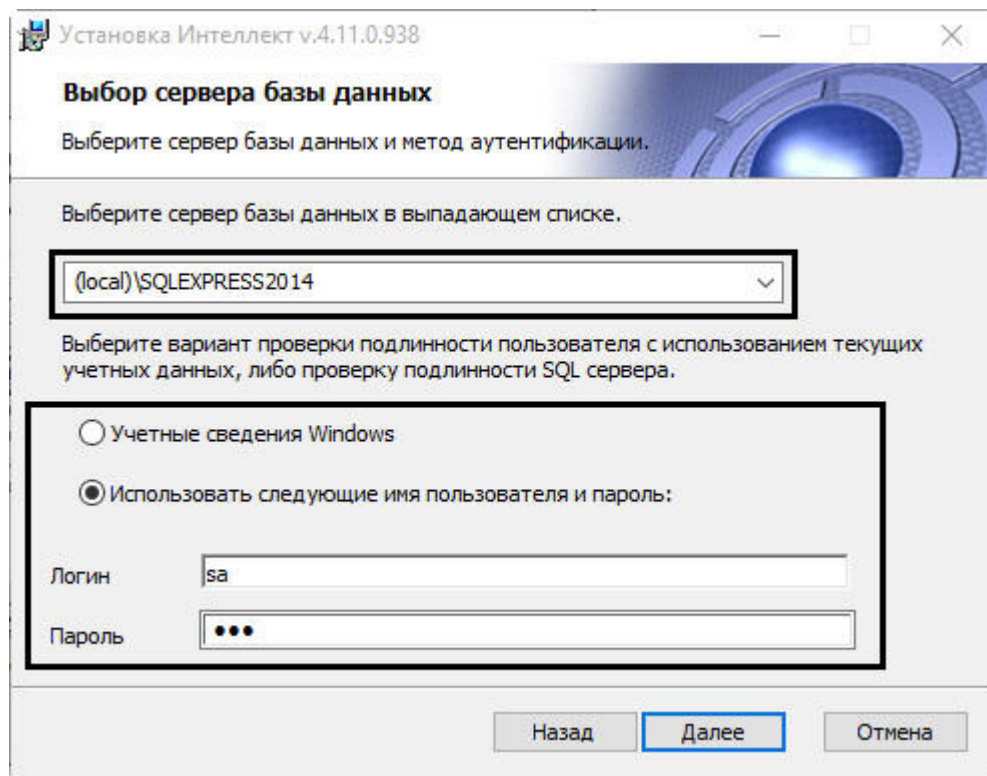 Установка Интеллект v.4.11.0.938
Выбор сервера базы данных
Выберите сервер базы данных и метод аутентификации.
Выберите сервер базы данных в выпадающем списке.
(local)\SQLEXPRESS2014
Выберите вариант проверки подлинности пользователя с использованием текущих
учетных данных, либо проверку подлинности SQL сервера.
Учетные сведения Windows
Использовать следующие имя пользователя и пароль:
Логин
sa
Пароль
●●●
Назад
Далее
Отмена